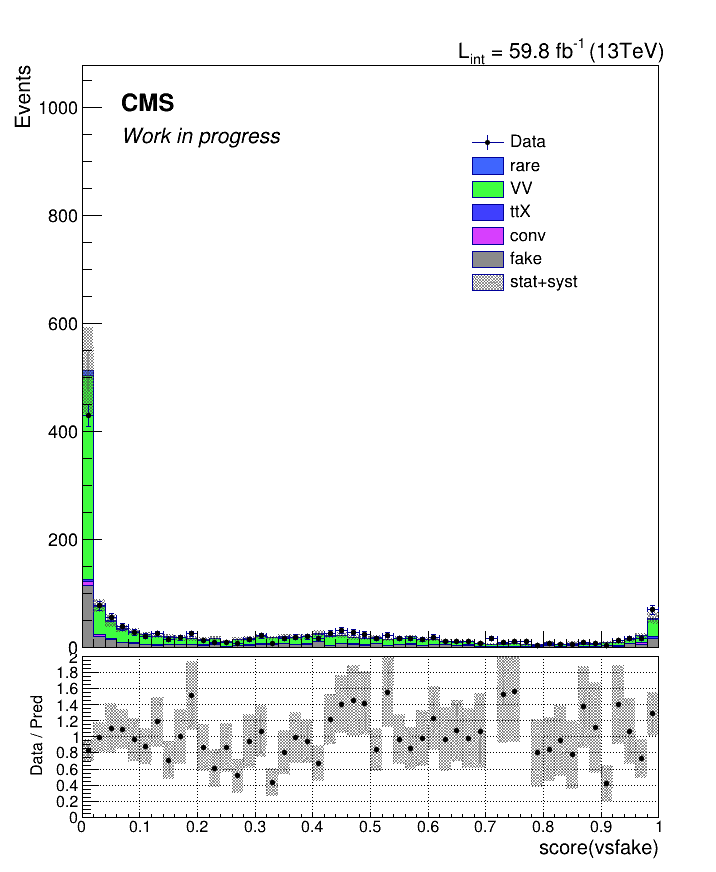 L_int = 59.8 fb^-1 (13TeV)
Events
CMS
Work in progress
1000
800
600
400
200
0
Data
rare
VV
ttX
conv
fake
stat+syst
Data / Pred
2
1.8
1.6
1.4
1.2
1
0.8
0.6
0.4
0.2
0
0 0.1 0.2 0.3 0.4 0.5 0.6 0.7 0.8 0.9 1
score(vsfake)